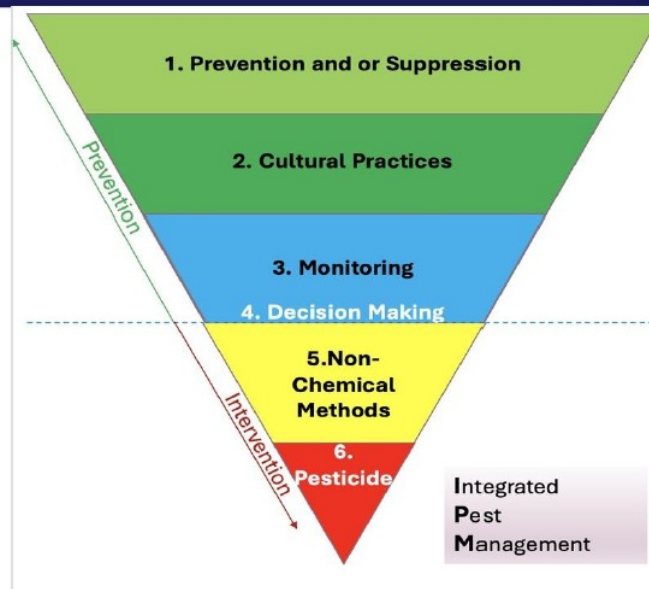 1. Prevention and or Suppression
2. Cultural Practices
Prevention
3. Monitoring
4. Decision Making
5.Non-
Chemical
Methods
Intervention
6.
Pesticide
Integrated
Pest
Management